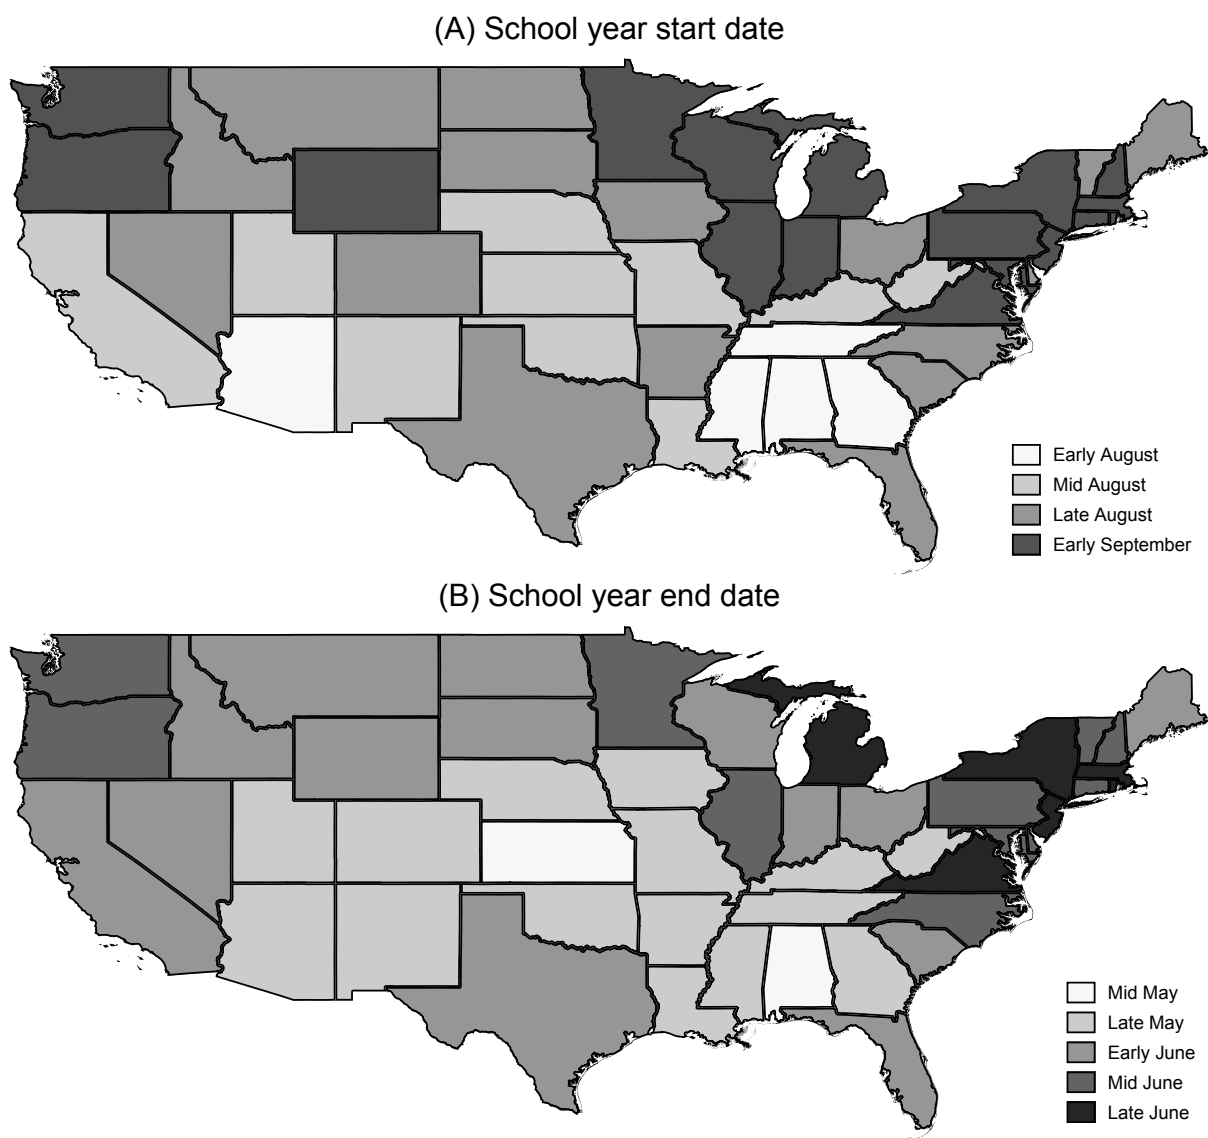 (A) School year start date
Early August
Mid August
Late August
Early September
(B) School year end date
Mid May
Late May
Early June
Mid June
Late June